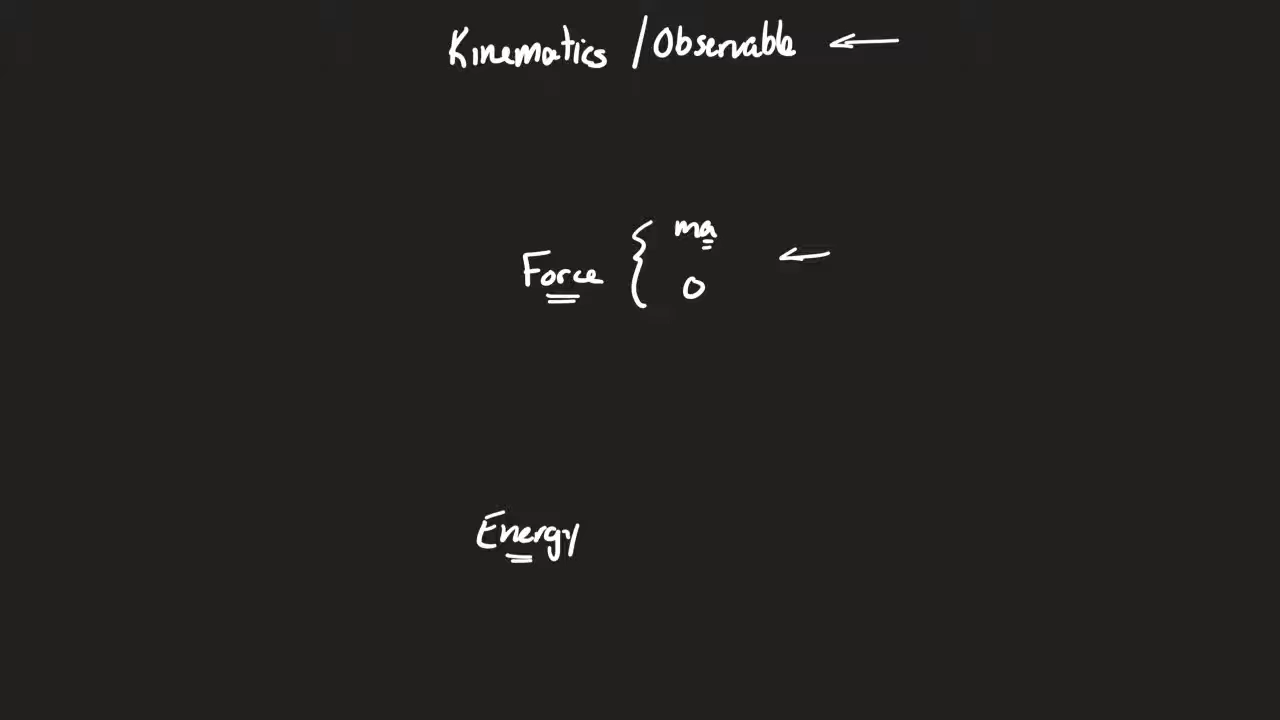 Kinematics / Observable ←
ma
Force { ←
0
Energy